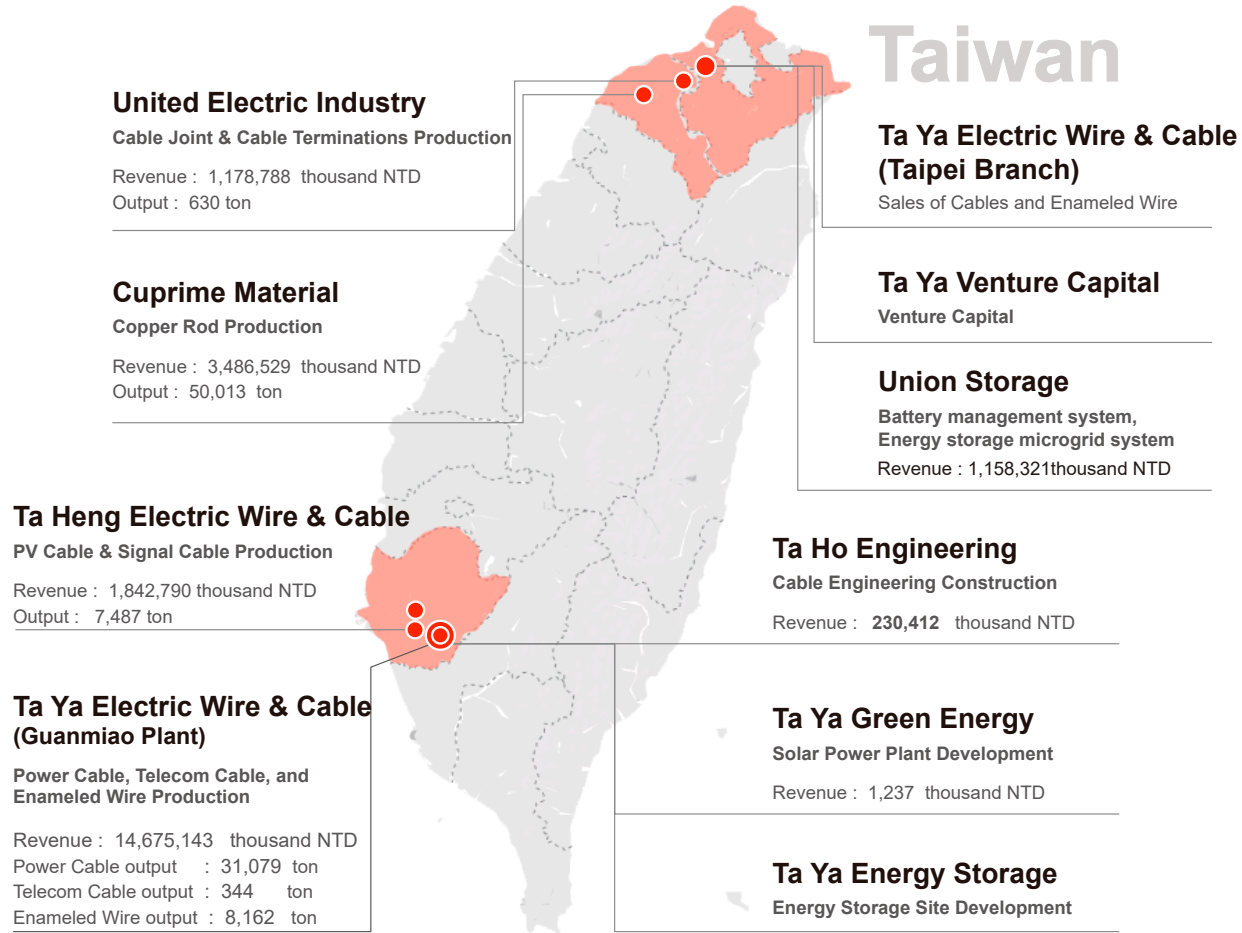 Taiwan
United Electric Industry
Cable Joint & Cable Terminations Production
Revenue : 1,178,788 thousand NTD
Output : 630 ton
Cuprime Material
Copper Rod Production
Revenue : 3,486,529 thousand NTD
Output : 50,013 ton
Ta Heng Electric Wire & Cable
PV Cable & Signal Cable Production
Revenue : 1,842,790 thousand NTD
Output : 7,487 ton
Ta Ya Electric Wire & Cable
(Guanmiao Plant)
Power Cable, Telecom Cable, and
Enameled Wire Production
Revenue : 14,675,143 thousand NTD
Power Cable output : 31,079 ton
Telecom Cable output : 344 ton
Enameled Wire output : 8,162 ton
Ta Ya Electric Wire & Cable
(Taipei Branch)
Sales of Cables and Enameled Wire
Ta Ya Venture Capital
Venture Capital
Union Storage
Battery management system,
Energy storage microgrid system
Revenue : 1,158,321thousand NTD
Ta Ho Engineering
Cable Engineering Construction
Revenue : 230,412 thousand NTD
Ta Ya Green Energy
Solar Power Plant Development
Revenue : 1,237 thousand NTD
Ta Ya Energy Storage
Energy Storage Site Development